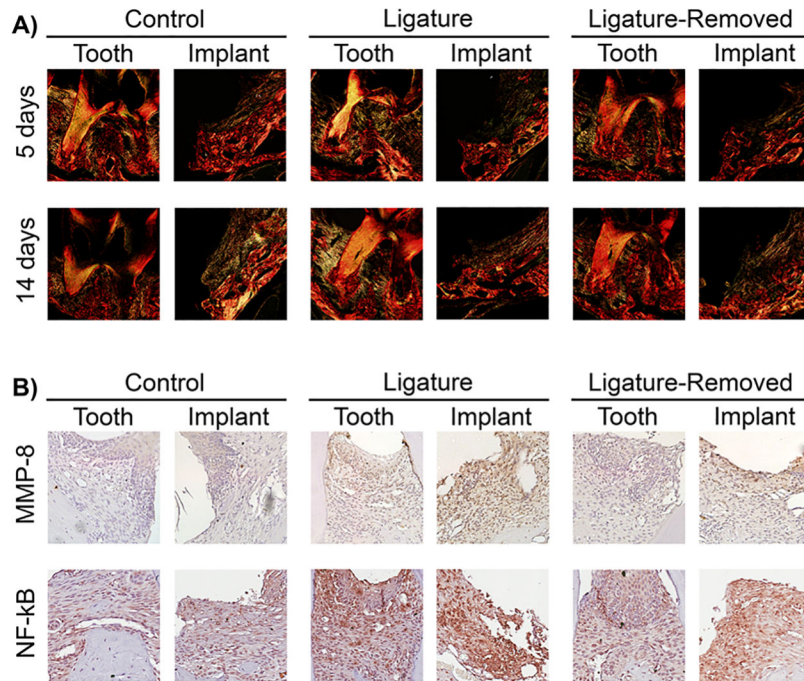 A)
Control Ligature Ligature-Removed
Tooth Implant Tooth Implant Tooth Implant
5 days
14 days
B)
Control Ligature Ligature-Removed
Tooth Implant Tooth Implant Tooth Implant
MMP-8
NF-kB